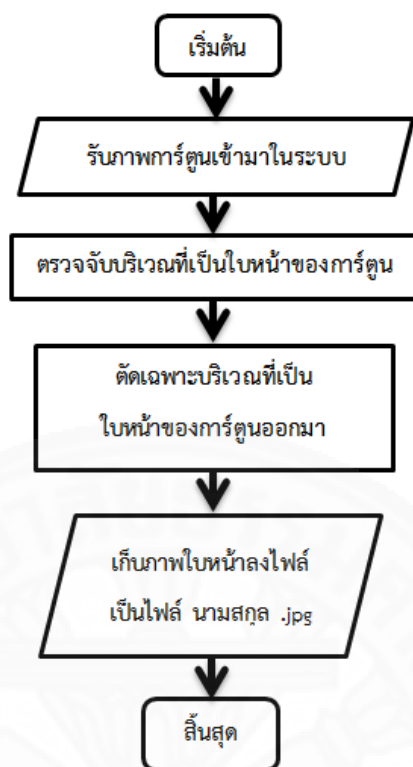 เริ่มต้น
รับภาพการ์ตูนเข้ามาในระบบ
ตรวจจับบริเวณที่เป็นใบหน้าของการ์ตูน
ตัดเฉพาะบริเวณที่เป็น
ใบหน้าของการ์ตูนออกมา
เก็บภาพใบหน้าลงไฟล์
เป็นไฟล์ นามสกุล .jpg
สิ้นสุด